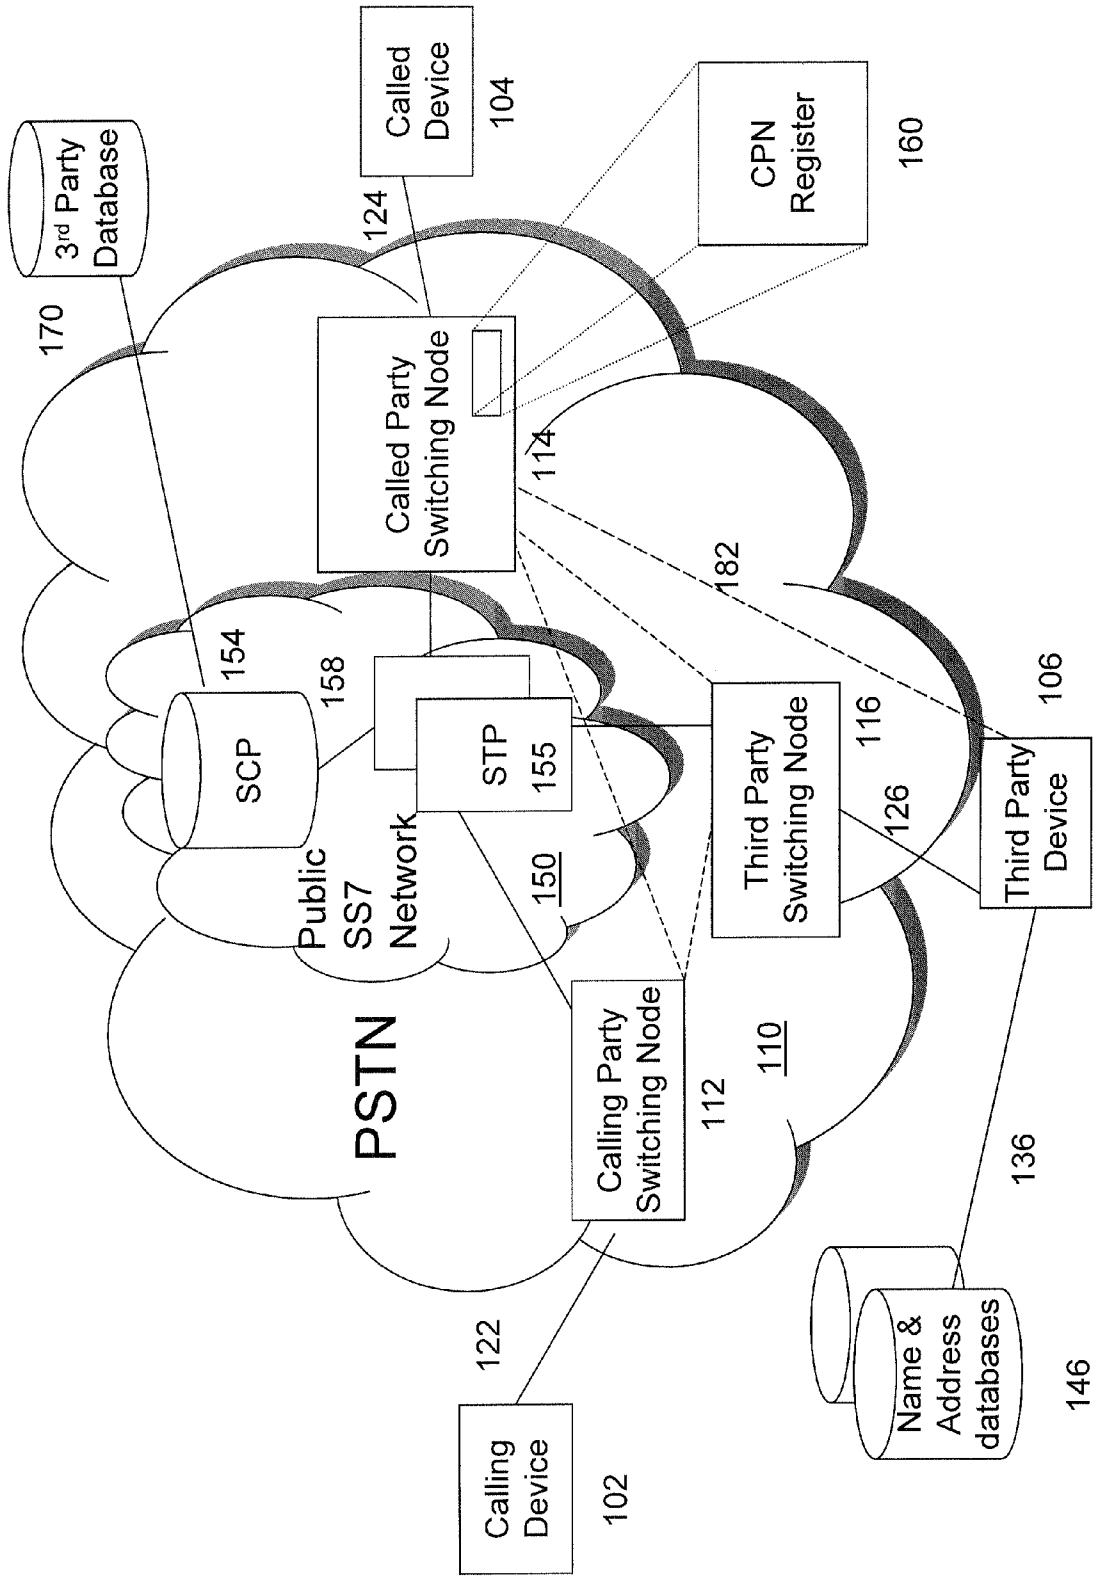 3rd Party
Database
170
Called
Device
104
124
CPN
Register
160
Called Party
Switching Node
114
154
158
SCP
STP
155
Public
SS7
Network
150
182
Third Party
Switching Node
116
126
Third Party
Device
106
PSTN
Calling Party
Switching Node
112
110
122
Calling
Device
102
136
Name &
Address
databases
146